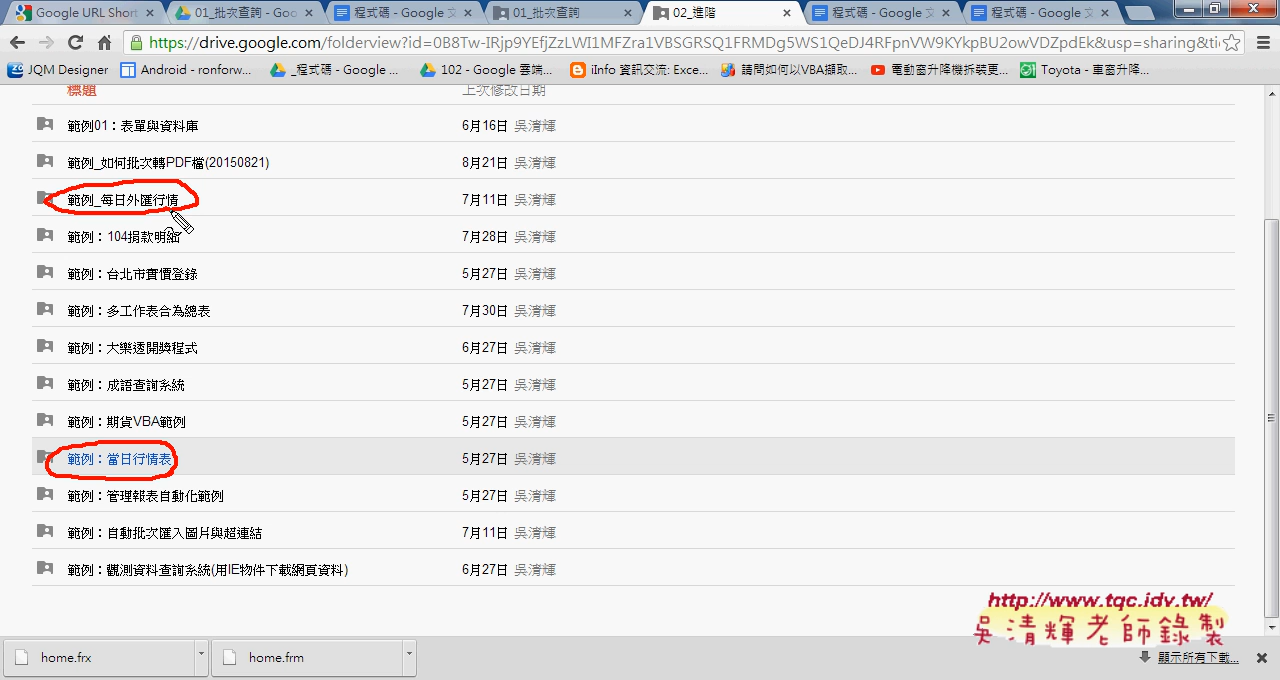 Google URL Short
01_批次查詢 - Goo
程式碼 - Google 文
01_批次查詢
02_進階
程式碼 - Google 文
程式碼 - Google 文
https://drive.google.com/folderview?id=0BSTw-IRjp9YEfjZzLWI1MFZra1VBSGRSQ1FRMDg5WS1QeDJ4RFpnVW9KYkpBU2owVDZpdEk&usp=sharing&ti
JQM Designer
Android - ronforw...
_程式碼 - Google ...
102 - Google 雲端...
iInfo 資訊交流: Exce...
請問如何以VBA擷取...
電動窗升降機拆裝更...
Toyota - 車窗升降...
標題 上次修改日期
範例01：表單與資料庫 6月16日 吳清輝
範例_如何批次轉PDF檔(20150821) 8月21日 吳清輝
範例_每日外匯行情 7月11日 吳清輝
範例：104捐款明細 7月28日 吳清輝
範例：台北市實價登錄 5月27日 吳清輝
範例：多工作表合為總表 7月30日 吳清輝
範例：大樂透開獎程式 6月27日 吳清輝
範例：成語查詢系統 5月27日 吳清輝
範例：期貨VBA範例 5月27日 吳清輝
範例：當日行情表 5月27日 吳清輝
範例：管理報表自動化範例 5月27日 吳清輝
範例：自動批次匯入圖片與超連結 7月11日 吳清輝
範例：觀測資料查詢系統(用IE物件下載網頁資料) 6月27日 吳清輝
http://www.tqc.idv.tw/
吳清輝老師錄製
home.frx
home.frm
顯示所有下載...